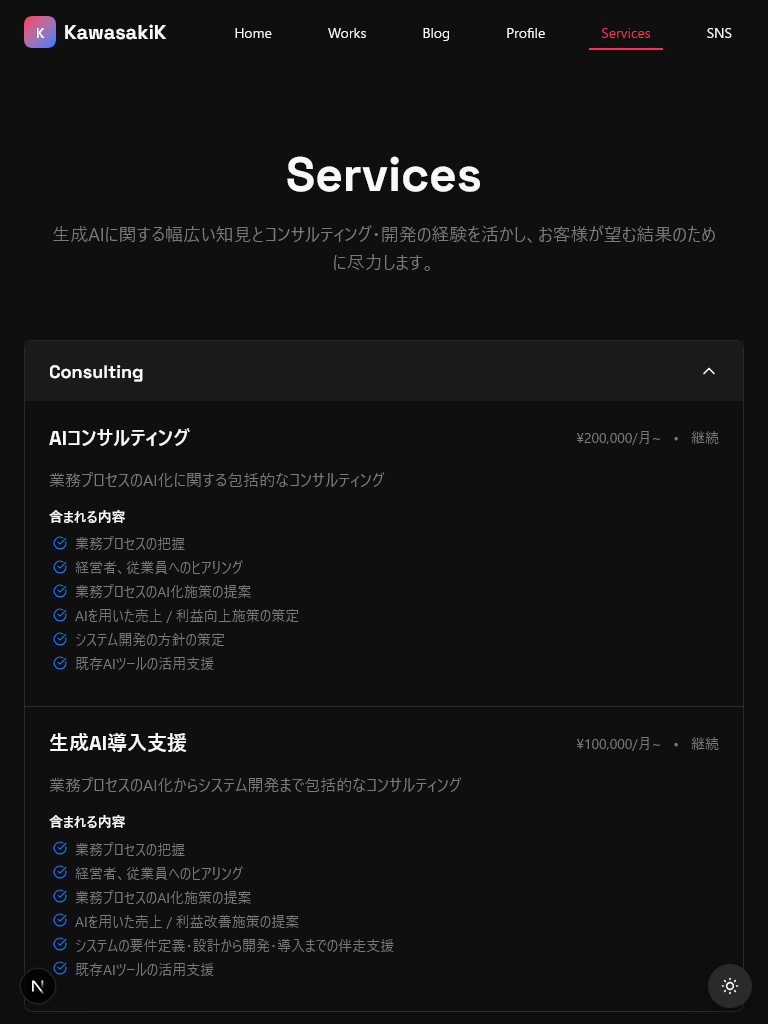 K KawasakiK Home Works Blog Profile Services SNS
Services
生成AIに関する幅広い知見とコンサルティング・開発の経験を活かし、お客様が望む結果のため
に尽力します。
Consulting
AIコンサルティング ¥200,000/月~ • 継続
業務プロセスのAI化に関する包括的なコンサルティング
含まれる内容
業務プロセスの把握
経営者、従業員へのヒアリング
業務プロセスのAI化施策の提案
AIを用いた売上 / 利益向上施策の策定
システム開発の方針の策定
既存AIツールの活用支援
生成AI導入支援 ¥100,000/月~ • 継続
業務プロセスのAI化からシステム開発まで包括的なコンサルティング
含まれる内容
業務プロセスの把握
経営者、従業員へのヒアリング
業務プロセスのAI化施策の提案
AIを用いた売上 / 利益改善施策の提案
システムの要件定義・設計から開発・導入までの伴走支援
既存AIツールの活用支援
N